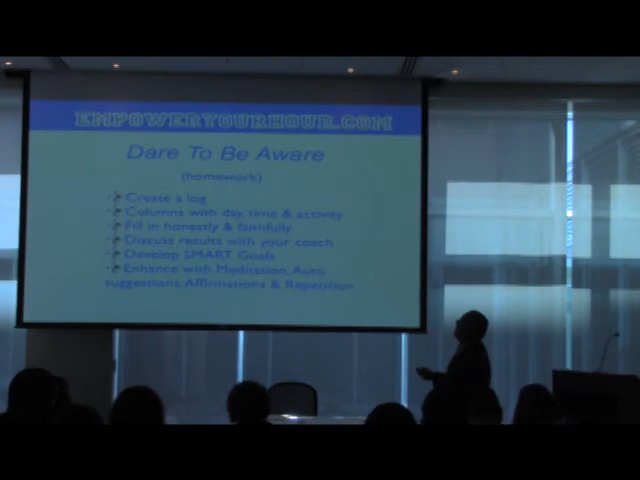 EMPOWERYOURHOUR.COM
Dare To Be Aware
(homework)
Create a log
Columns with day, time & activity
Fill in honestly & faithfully
Discuss results with your coach
Develop SMART Goals
Enhance with Meditation, Auto
suggestions, Affirmations & Repetition